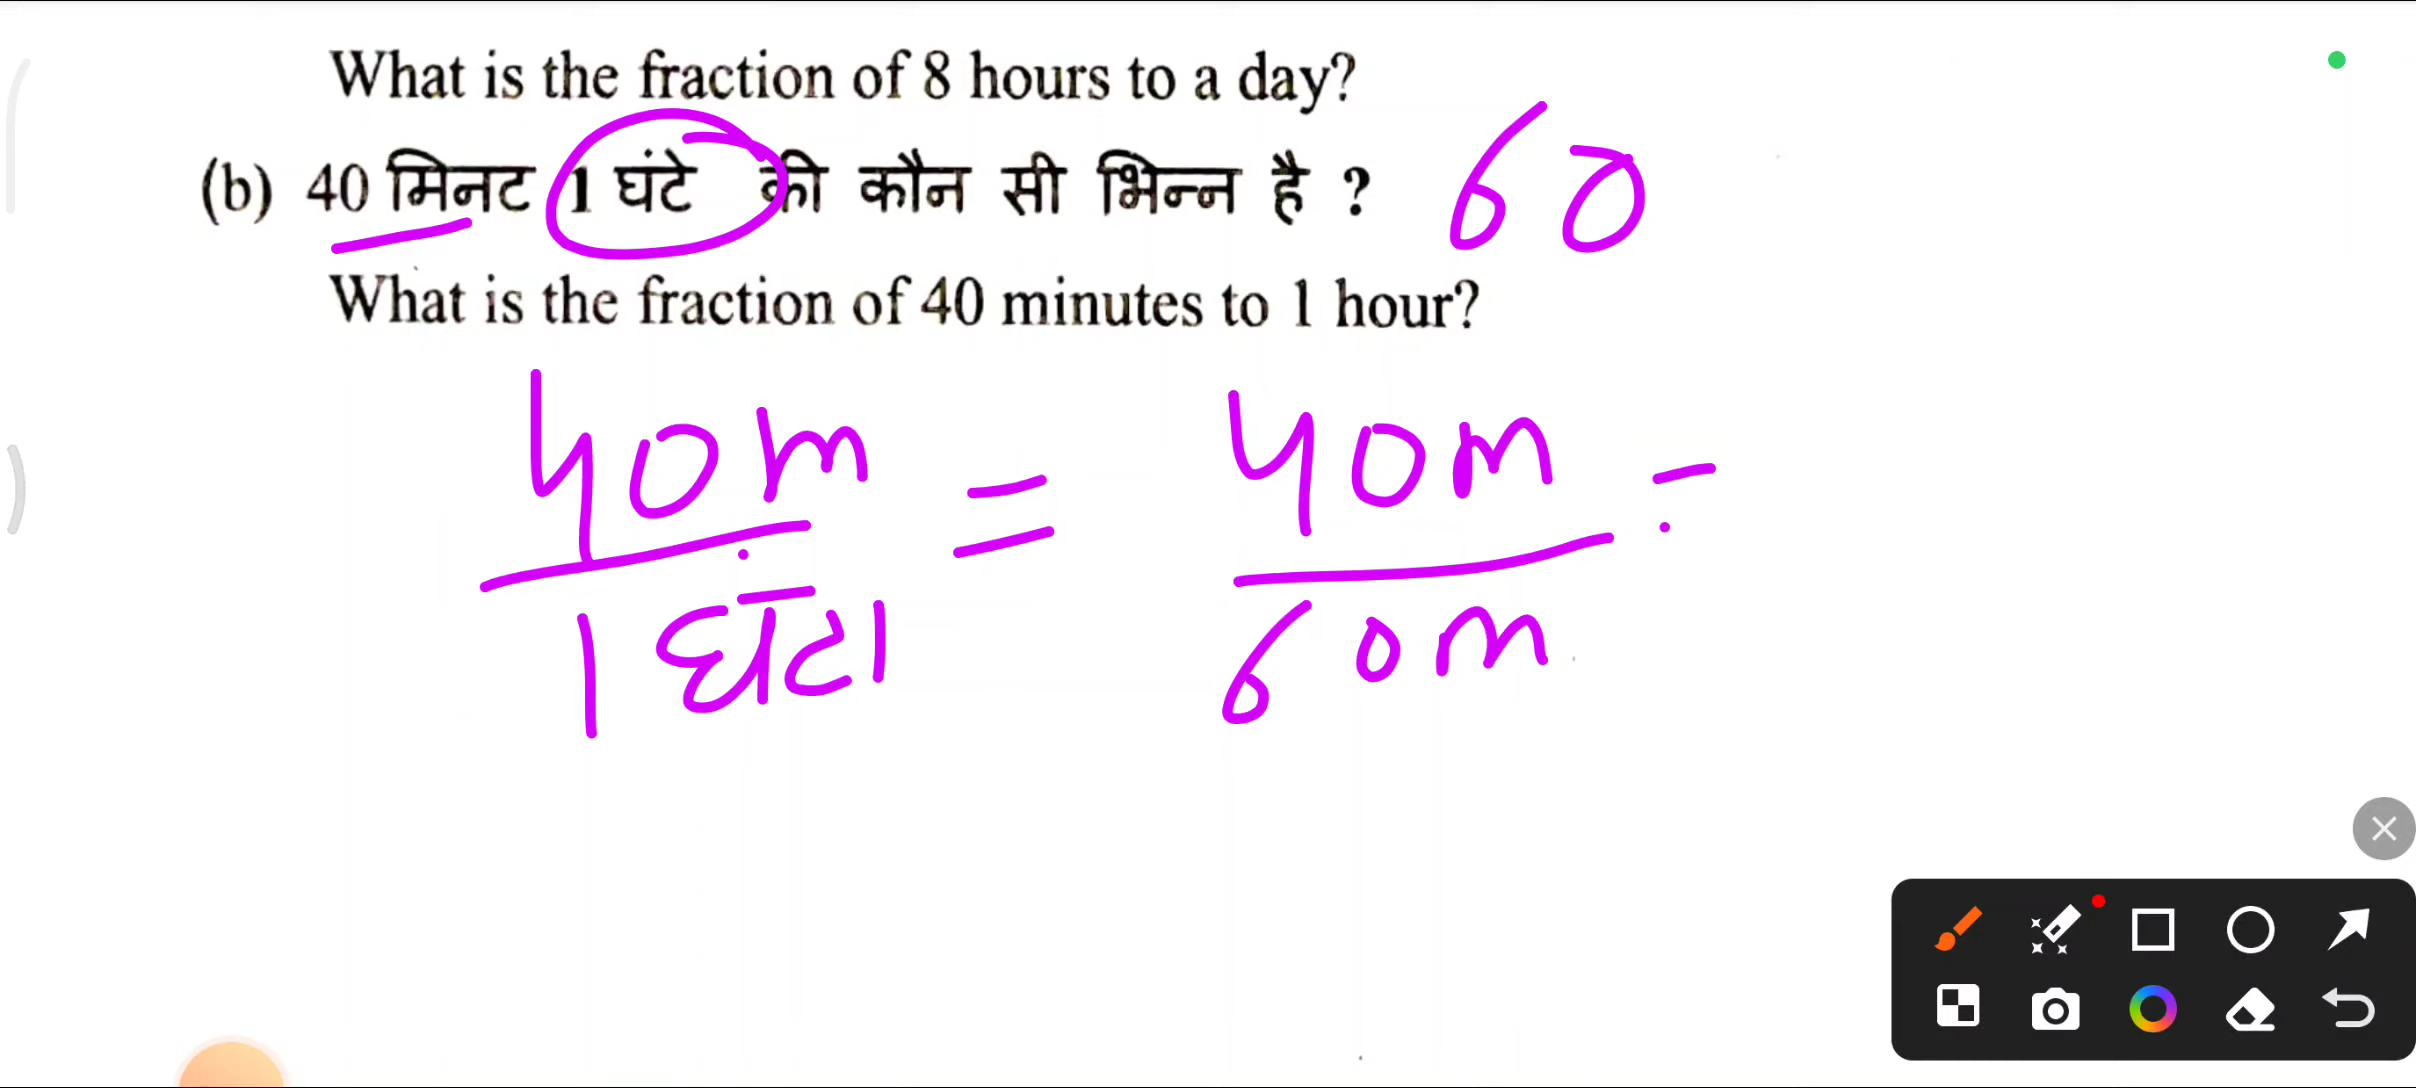 What is the fraction of 8 hours to a day?
(b) 40 मिनट 1 घंटे की कौन सी भिन्न है ? 60
What is the fraction of 40 minutes to 1 hour?
40m = 40m =
1 घंटा 60m